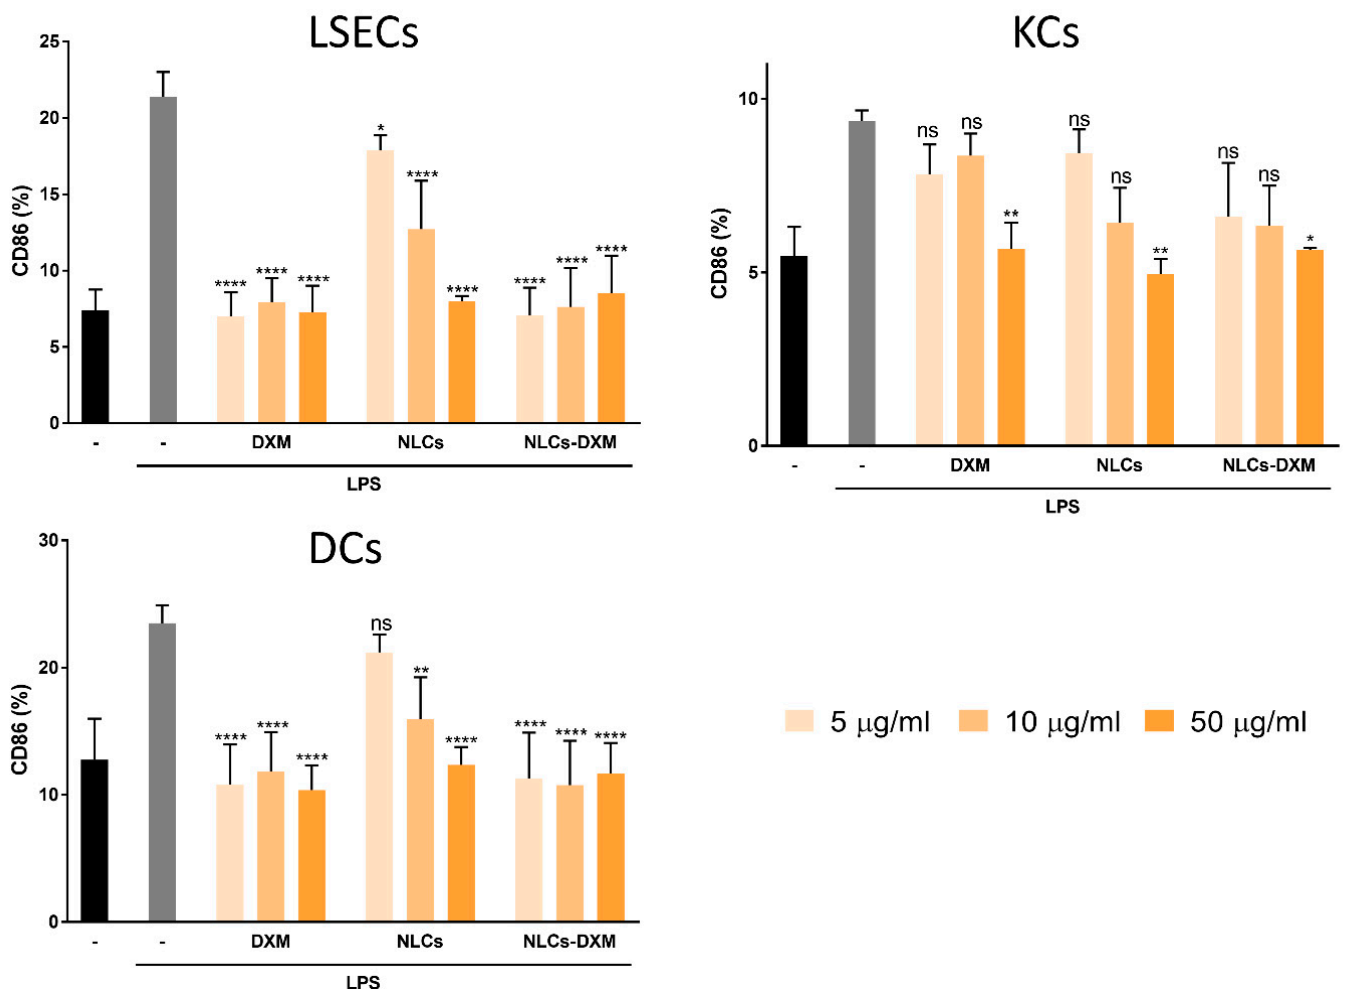 LSECs
25
20
15
10
5
0
CD86 (%)
*
****
****
****
****
****
****
****
****
- - DXM NLCs NLCs-DXM
LPS
KCs
10
5
0
CD86 (%)
ns ns ** ns ns ** ns ns *
- - DXM NLCs NLCs-DXM
LPS
DCs
30
20
10
0
CD86 (%)
**** **** **** ns ** **** **** **** ****
- - DXM NLCs NLCs-DXM
LPS
5 µg/ml 10 µg/ml 50 µg/ml